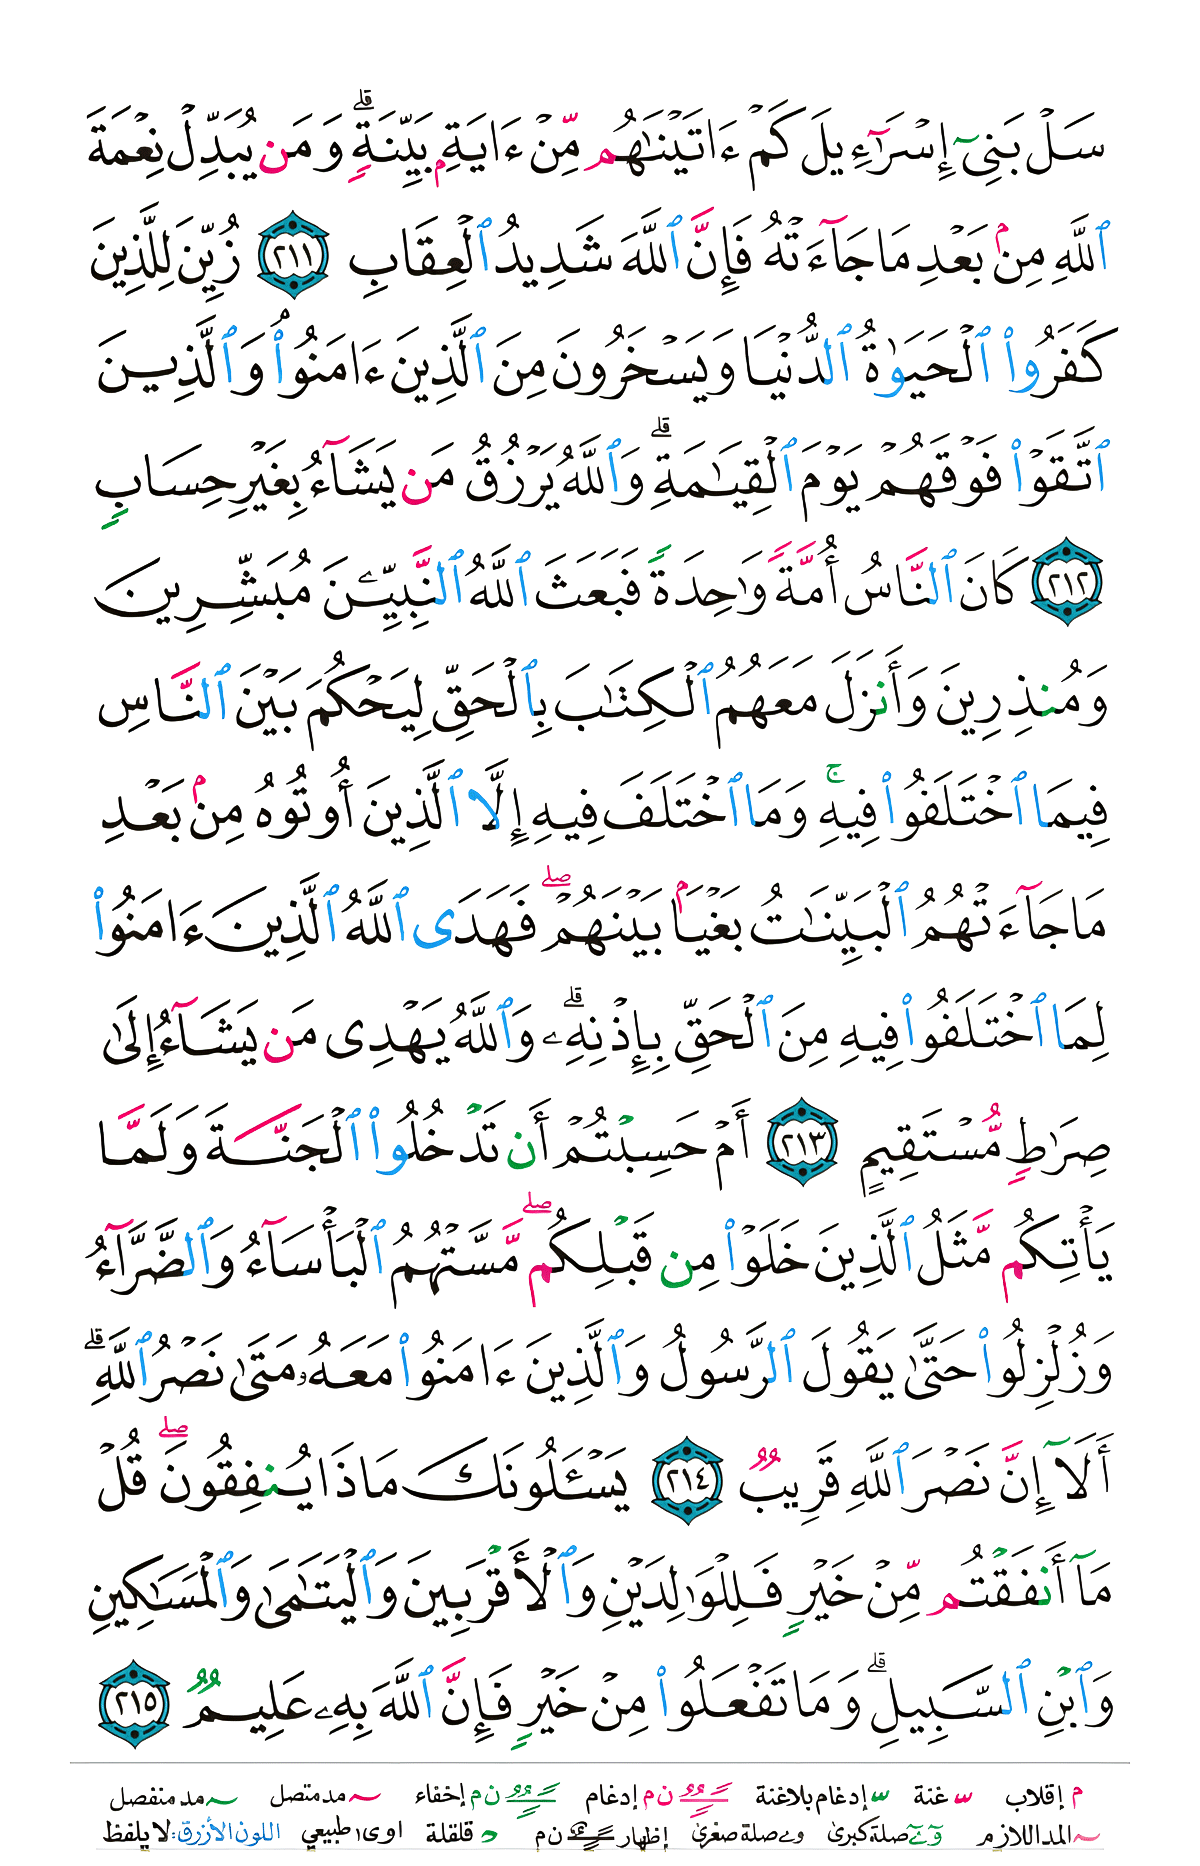 سَلْ بَنِىٓ إِسْرَٰٓءِيلَ كَمْ ءَاتَيْنَٰهُم مِّنْ ءَايَةٍۭ بَيِّنَةٍۗ وَمَن يُبَدِّلْ نِعْمَةَ
ٱللَّهِ مِنۢ بَعْدِ مَا جَآءَتْهُ فَإِنَّ ٱللَّهَ شَدِيدُ ٱلْعِقَابِ ٢١١ زُيِّنَ لِلَّذِينَ
كَفَرُوا۟ ٱلْحَيَوٰةُ ٱلدُّنْيَا وَيَسْخَرُونَ مِنَ ٱلَّذِينَ ءَامَنُوا۟ۘ وَٱلَّذِينَ
ٱتَّقَوْا۟ فَوْقَهُمْ يَوْمَ ٱلْقِيَٰمَةِۗ وَٱللَّهُ يَرْزُقُ مَن يَشَآءُ بِغَيْرِ حِسَابٍ
٢١٢ كَانَ ٱلنَّاسُ أُمَّةً وَٰحِدَةً فَبَعَثَ ٱللَّهُ ٱلنَّبِيِّۦنَ مُبَشِّرِينَ
وَمُنذِرِينَ وَأَنزَلَ مَعَهُمُ ٱلْكِتَٰبَ بِٱلْحَقِّ لِيَحْكُمَ بَيْنَ ٱلنَّاسِ
فِيمَا ٱخْتَلَفُوا۟ فِيهِۚ وَمَا ٱخْتَلَفَ فِيهِ إِلَّا ٱلَّذِينَ أُوتُوهُ مِنۢ بَعْدِ
مَا جَآءَتْهُمُ ٱلْبَيِّنَٰتُ بَغْيًۢا بَيْنَهُمْۖ فَهَدَى ٱللَّهُ ٱلَّذِينَ ءَامَنُوا۟
لِمَا ٱخْتَلَفُوا۟ فِيهِ مِنَ ٱلْحَقِّ بِإِذْنِهِۦۗ وَٱللَّهُ يَهْدِى مَن يَشَآءُ إِلَىٰ
صِرَٰطٍ مُّسْتَقِيمٍ ٢١٣ أَمْ حَسِبْتُمْ أَن تَدْخُلُوا۟ ٱلْجَنَّةَ وَلَمَّا
يَأْتِكُم مَّثَلُ ٱلَّذِينَ خَلَوْا۟ مِن قَبْلِكُمۖ مَّسَّتْهُمُ ٱلْبَأْسَآءُ وَٱلضَّرَّآءُ
وَزُلْزِلُوا۟ حَتَّىٰ يَقُولَ ٱلرَّسُولُ وَٱلَّذِينَ ءَامَنُوا۟ مَعَهُۥ مَتَىٰ نَصْرُ ٱللَّهِۗ
أَلَآ إِنَّ نَصْرَ ٱللَّهِ قَرِيبٌ ٢١٤ يَسْـَٔلُونَكَ مَاذَا يُنفِقُونَۖ قُلْ
مَآ أَنفَقْتُم مِّنْ خَيْرٍ فَلِلْوَٰلِدَيْنِ وَٱلْأَقْرَبِينَ وَٱلْيَتَٰمَىٰ وَٱلْمَسَٰكِينِ
وَٱبْنِ ٱلسَّبِيلِۗ وَمَا تَفْعَلُوا۟ مِنْ خَيْرٍ فَإِنَّ ٱللَّهَ بِهِۦ عَلِيمٌ ٢١٥
م إقلاب غنة إدغام بلاغنة ن م إدغام ن م إخفاء مد متصل مد منفصل
المد اللازم صلة كبرى و ے صلة صغرى إظهار ن م قلقلة اوى طبيعي اللون الأزرق: لا يلفظ